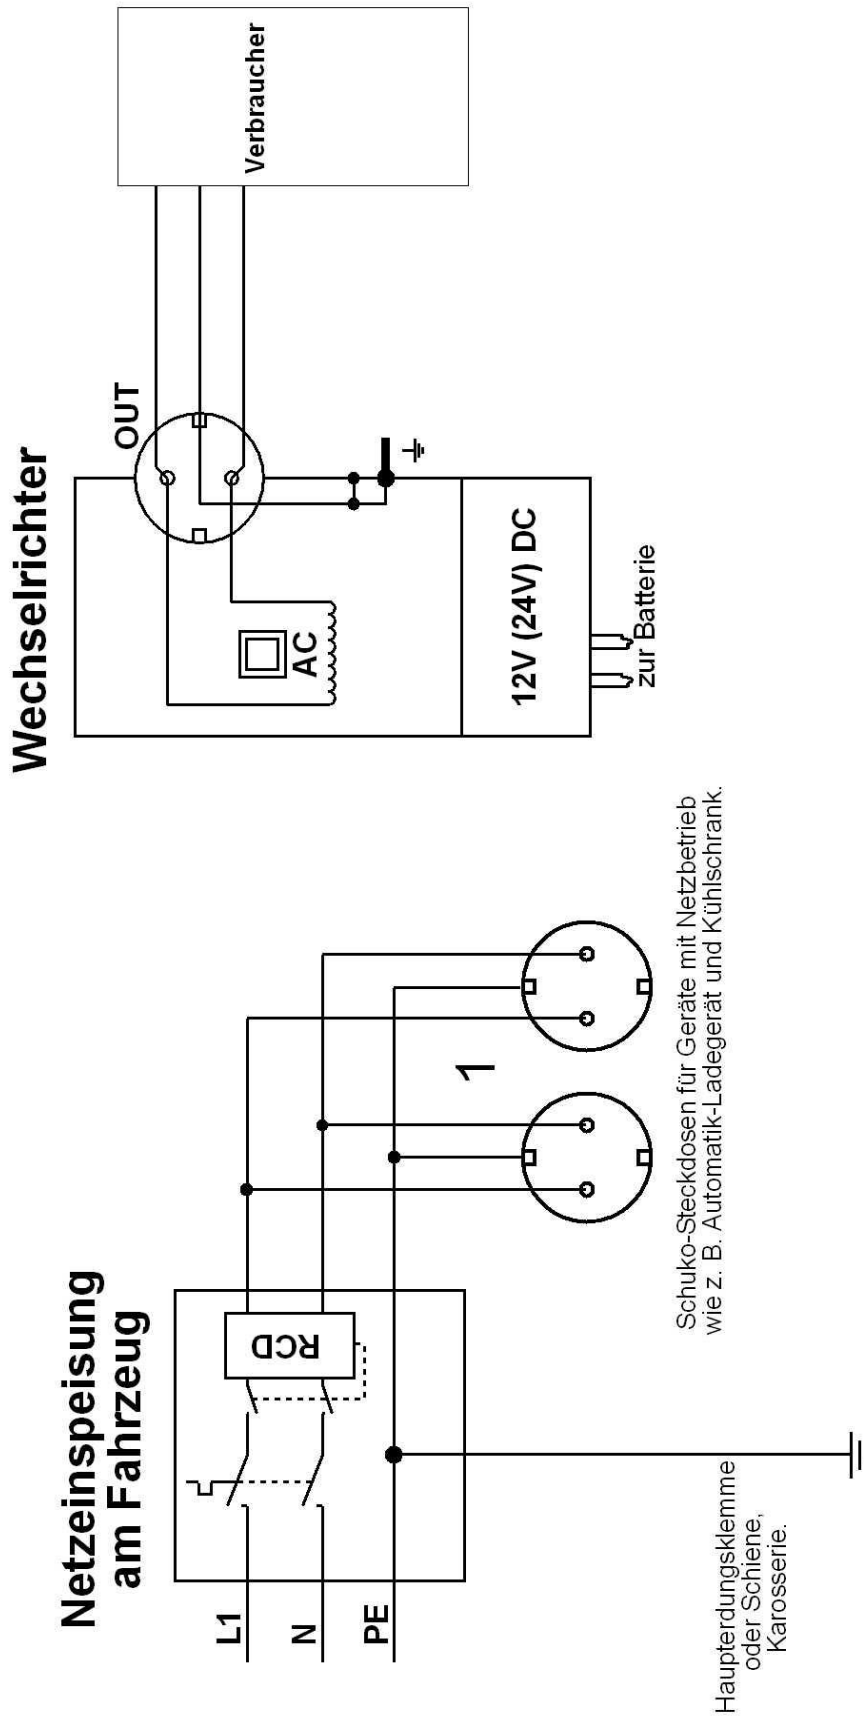 Netzeinspeisung
am Fahrzeug
L1
N
PE
RCD
Haupterdungsklemme
oder Schiene,
Karosserie.
1
Schuko-Steckdosen für Geräte mit Netzbetrieb
wie z. B. Automatik-Ladegerät und Kühlschrank.
Wechselrichter
OUT
AC
12V (24V) DC
zur Batterie
Verbraucher